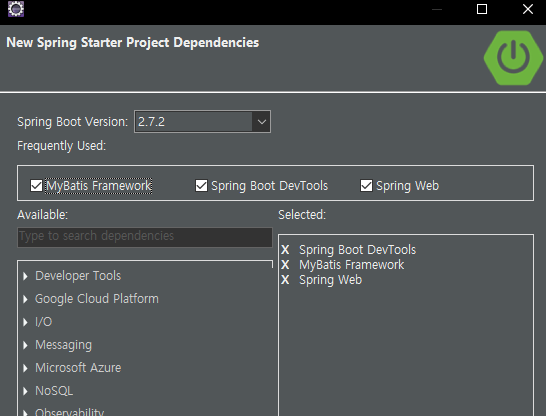 New Spring Starter Project Dependencies
Spring Boot Version: 2.7.2
Frequently Used:
MyBatis Framework Spring Boot DevTools Spring Web
Available: Selected:
Type to search dependencies
X Spring Boot DevTools
X MyBatis Framework
X Spring Web
Developer Tools
Google Cloud Platform
I/O
Messaging
Microsoft Azure
NoSQL
Observability